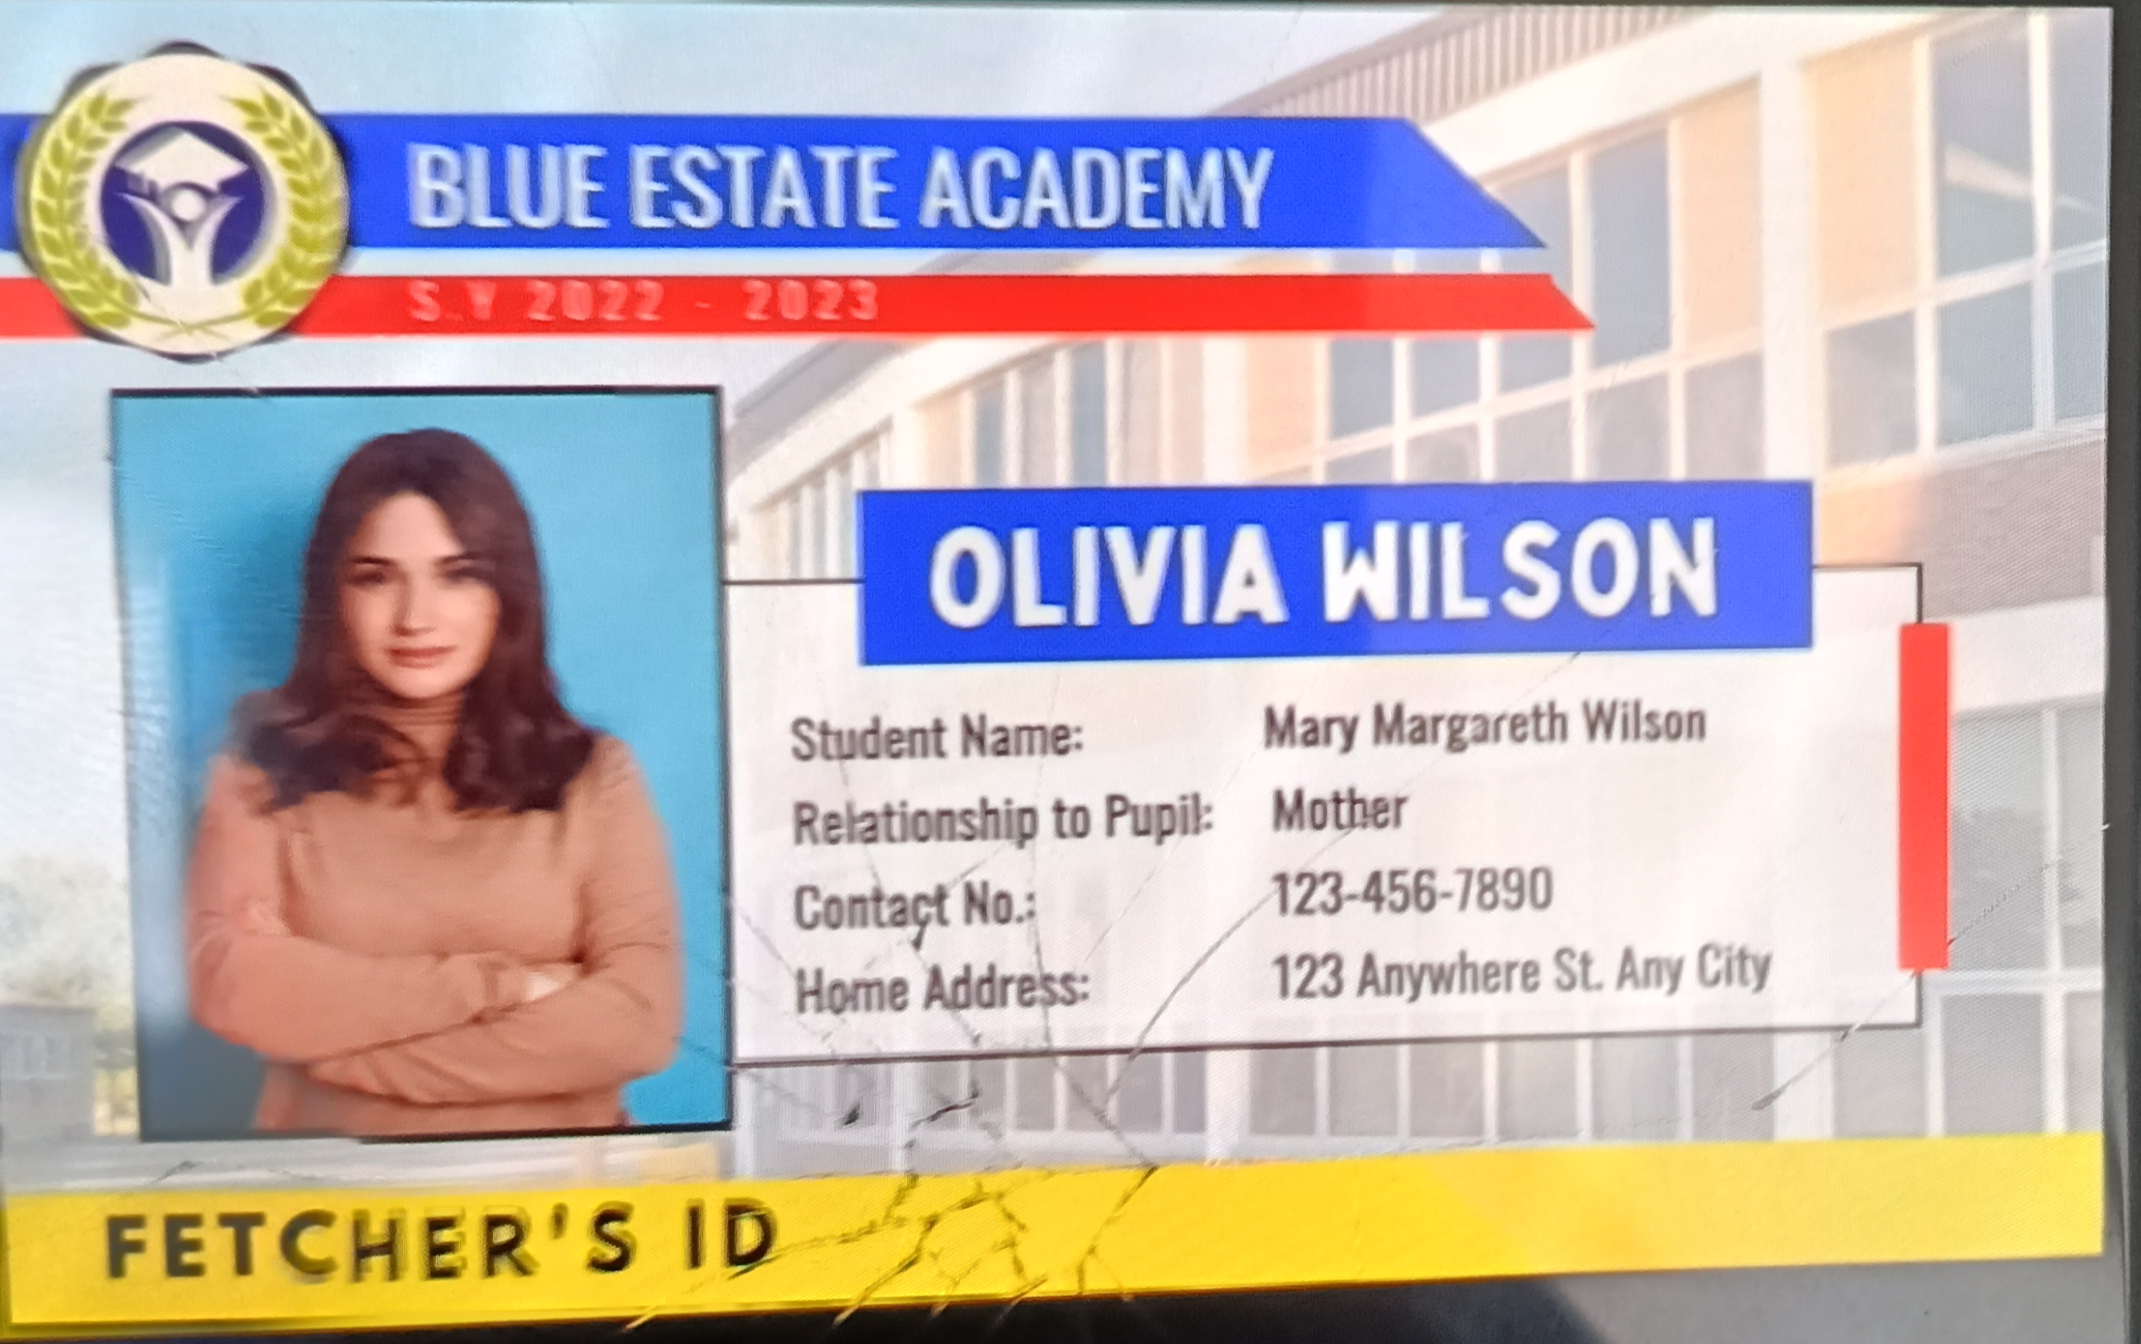 BLUE ESTATE ACADEMY
S.Y 2022 - 2023
OLIVIA WILSON
Student Name: Mary Margareth Wilson
Relationship to Pupil: Mother
Contact No.: 123-456-7890
Home Address: 123 Anywhere St. Any City
FETCHER'S ID